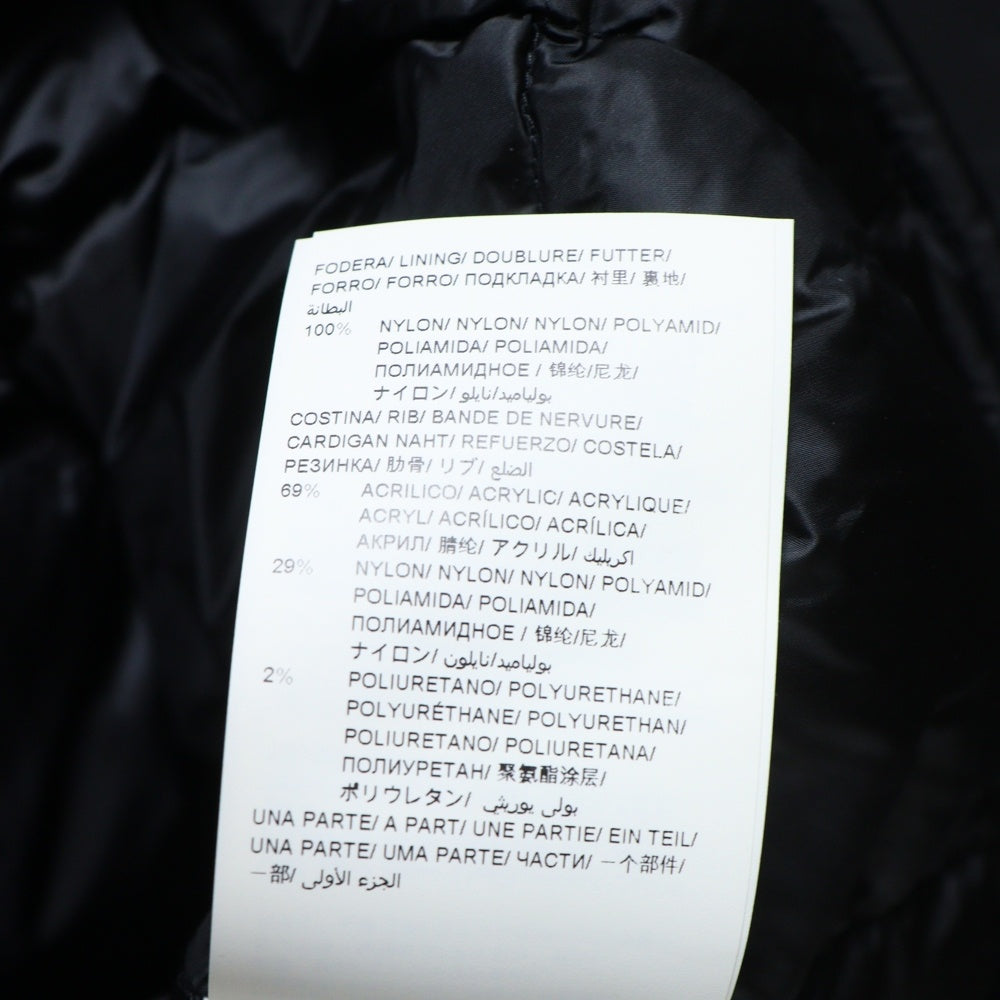 FODERA/ LINING/ DOUBLURE/ FUTTER/
FORRO/ FORRO/ ПОДКЛАДКА/ 衬里/ 裏地/
البطانة
100% NYLON/ NYLON/ NYLON/ POLYAMID/
POLIAMIDA/ POLIAMIDA/
ПОЛИАМИДНОЕ / 锦纶/尼龙/
ナイロン/ بولياميد/نايلو
COSTINA/ RIB/ BANDE DE NERVURE/
CARDIGAN NAHT/ REFUERZO/ COSTELA/
РЕЗИНКА/ 肋骨/ リブ/ الضلع
69% ACRILICO/ ACRYLIC/ ACRYLIQUE/
ACRYL/ ACRÍLICO/ ACRÍLICA/
АКРИЛ/ 腈纶/ アクリル/ اكريليك
29% NYLON/ NYLON/ NYLON/ POLYAMID/
POLIAMIDA/ POLIAMIDA/
ПОЛИАМИДНОЕ / 锦纶/尼龙/
ナイロン/ بولياميد/نايلون
2% POLIURETANO/ POLYURETHANE/
POLYURÉTHANE/ POLYURETHAN/
POLIURETANO/ POLIURETANA/
ПОЛИУРЕТАН/ 聚氨酯涂层/
ポリウレタン/ بولى يوريثي
UNA PARTE/ A PART/ UNE PARTIE/ EIN TEIL/
UNA PARTE/ UMA PARTE/ ЧАСТИ/ 一个部件/
一部/ الجزء الأولى